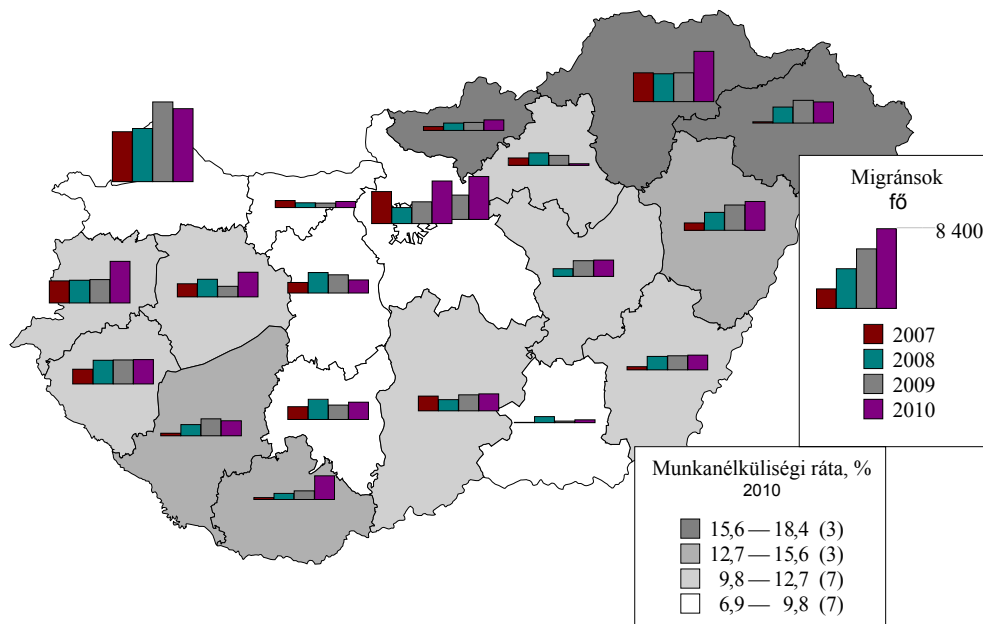 Migránsok
fő
8 400
2007
2008
2009
2010
Munkanélküliségi ráta, %
2010
15,6 — 18,4 (3)
12,7 — 15,6 (3)
9,8 — 12,7 (7)
6,9 — 9,8 (7)